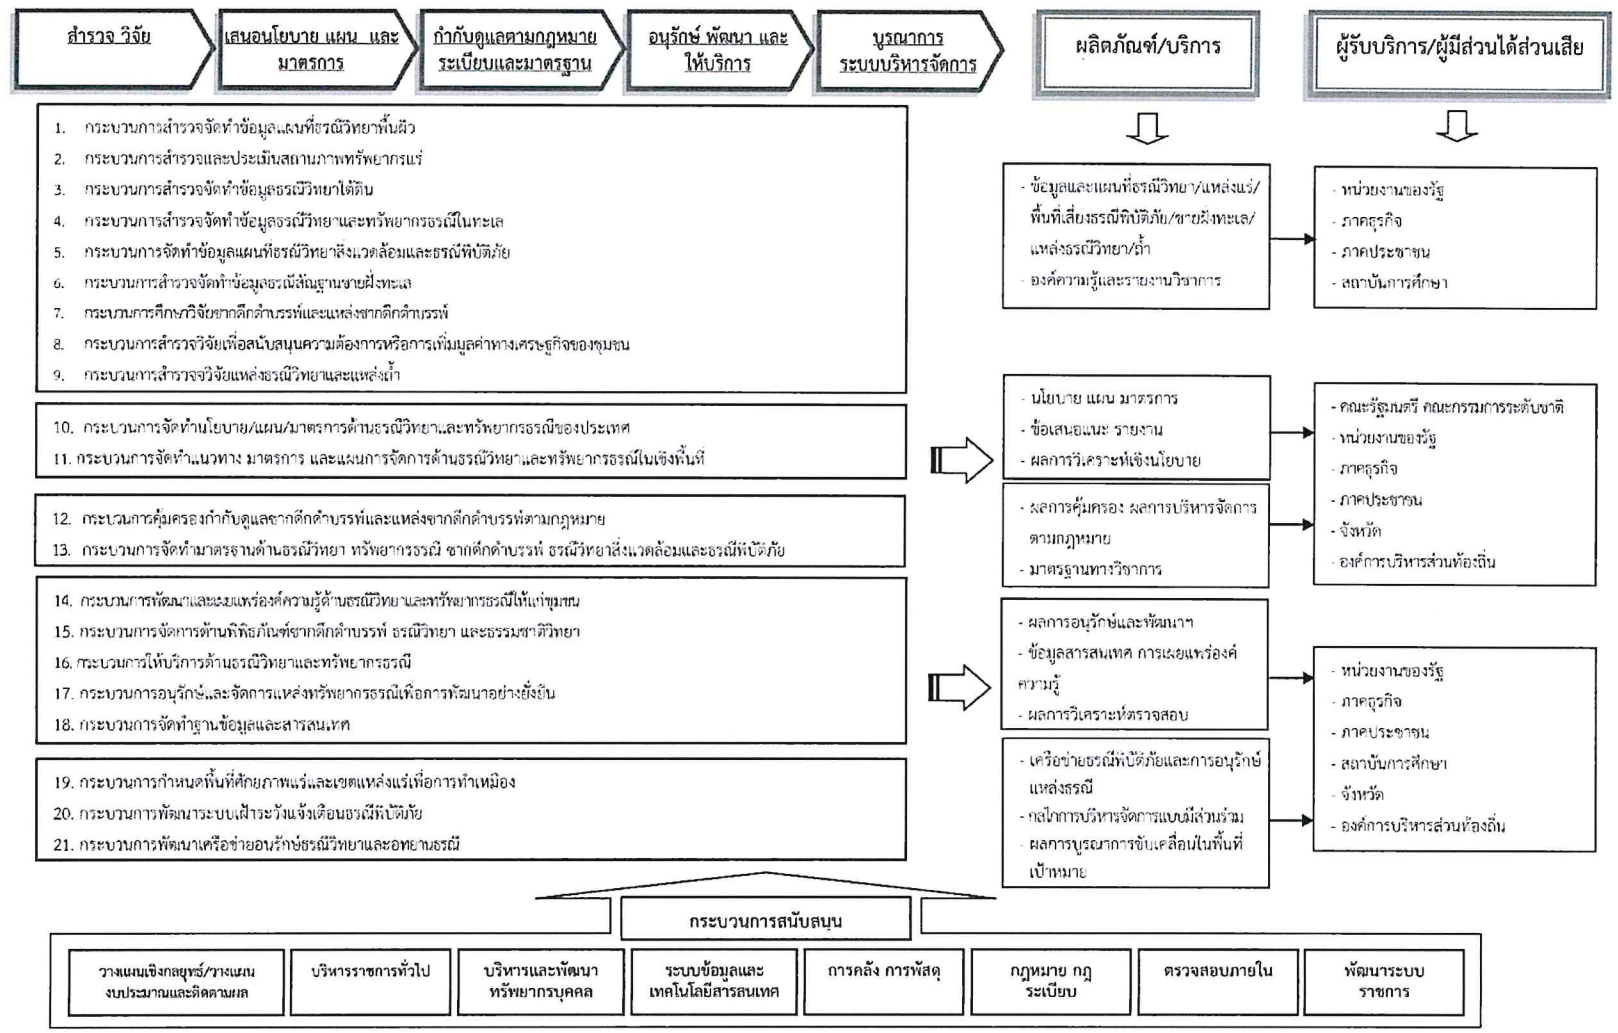 สำรวจ วิจัย
เสนอนโยบาย แผน และ
มาตรการ
กำกับดูแลตามกฎหมาย
ระเบียบและมาตรฐาน
อนุรักษ์ พัฒนา และ
ให้บริการ
บูรณาการ
ระบบบริหารจัดการ
ผลิตภัณฑ์/บริการ
ผู้รับบริการ/ผู้มีส่วนได้ส่วนเสีย
1. กระบวนการสำรวจจัดทำข้อมูลแผนที่ธรณีวิทยาพื้นผิว
2. กระบวนการสำรวจและประเมินสถานภาพทรัพยากรแร่
3. กระบวนการสำรวจจัดทำข้อมูลธรณีวิทยาใต้ดิน
4. กระบวนการสำรวจจัดทำข้อมูลธรณีวิทยาและทรัพยากรธรณีในทะเล
5. กระบวนการจัดทำข้อมูลแผนที่ธรณีวิทยาสิ่งแวดล้อมและธรณีพิบัติภัย
6. กระบวนการสำรวจจัดทำข้อมูลธรณีสัณฐานชายฝั่งทะเล
7. กระบวนการศึกษาวิจัยซากดึกดำบรรพ์และแหล่งซากดึกดำบรรพ์
8. กระบวนการสำรวจวิจัยเพื่อสนับสนุนความต้องการหรือการเพิ่มมูลค่าทางเศรษฐกิจของชุมชน
9. กระบวนการสำรวจวิจัยแหล่งธรณีวิทยาและแหล่งถ้ำ
- ข้อมูลและแผนที่ธรณีวิทยา/แหล่งแร่/
พื้นที่เสี่ยงธรณีพิบัติภัย/ชายฝั่งทะเล/
แหล่งธรณีวิทยา/ถ้ำ
- องค์ความรู้และรายงานวิชาการ
- หน่วยงานของรัฐ
- ภาคธุรกิจ
- ภาคประชาชน
- สถาบันการศึกษา
10. กระบวนการจัดทำนโยบาย/แผน/มาตรการด้านธรณีวิทยาและทรัพยากรธรณีของประเทศ
11. กระบวนการจัดทำแนวทาง มาตรการ และแผนการจัดการด้านธรณีวิทยาและทรัพยากรธรณีในเชิงพื้นที่
- นโยบาย แผน มาตรการ
- ข้อเสนอแนะ รายงาน
- ผลการวิเคราะห์เชิงนโยบาย
- คณะรัฐมนตรี คณะกรรมการระดับชาติ
- หน่วยงานของรัฐ
- ภาคธุรกิจ
- ภาคประชาชน
- จังหวัด
- องค์การบริหารส่วนท้องถิ่น
12. กระบวนการคุ้มครองกำกับดูแลซากดึกดำบรรพ์และแหล่งซากดึกดำบรรพ์ตามกฎหมาย
13. กระบวนการจัดทำมาตรฐานด้านธรณีวิทยา ทรัพยากรธรณี ซากดึกดำบรรพ์ ธรณีวิทยาสิ่งแวดล้อมและธรณีพิบัติภัย
- ผลการคุ้มครอง ผลการบริหารจัดการ
ตามกฎหมาย
- มาตรฐานทางวิชาการ
14. กระบวนการพัฒนาและเผยแพร่องค์ความรู้ด้านธรณีวิทยาและทรัพยากรธรณีให้แก่ชุมชน
15. กระบวนการจัดการด้านพิพิธภัณฑ์ซากดึกดำบรรพ์ ธรณีวิทยา และธรรมชาติวิทยา
16. กระบวนการให้บริการด้านธรณีวิทยาและทรัพยากรธรณี
17. กระบวนการอนุรักษ์และจัดการแหล่งทรัพยากรธรณีเพื่อการพัฒนาอย่างยั่งยืน
18. กระบวนการจัดทำฐานข้อมูลและสารสนเทศ
- ผลการอนุรักษ์และพัฒนาฯ
- ข้อมูลสารสนเทศ การเผยแพร่องค์
ความรู้
- ผลการวิเคราะห์ตรวจสอบ
- หน่วยงานของรัฐ
- ภาคธุรกิจ
- ภาคประชาชน
- สถาบันการศึกษา
- จังหวัด
- องค์การบริหารส่วนท้องถิ่น
19. กระบวนการกำหนดพื้นที่ศักยภาพแร่และเขตแหล่งแร่เพื่อการทำเหมือง
20. กระบวนการพัฒนาระบบเฝ้าระวังแจ้งเตือนธรณีพิบัติภัย
21. กระบวนการพัฒนาเครือข่ายอนุรักษ์ธรณีวิทยาและอุทยานธรณี
- เครือข่ายธรณีพิบัติภัยและการอนุรักษ์
แหล่งธรณี
- กลไกการบริหารจัดการแบบมีส่วนร่วม
- ผลการบูรณาการขับเคลื่อนในพื้นที่
เป้าหมาย
กระบวนการสนับสนุน
วางแผนเชิงกลยุทธ์/วางแผน
งบประมาณและติดตามผล
บริหารราชการทั่วไป
บริหารและพัฒนา
ทรัพยากรบุคคล
ระบบข้อมูลและ
เทคโนโลยีสารสนเทศ
การคลัง การพัสดุ
กฎหมาย กฎ
ระเบียบ
ตรวจสอบภายใน
พัฒนาระบบ
ราชการ